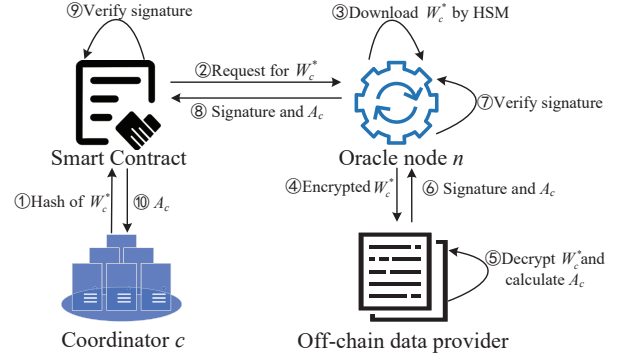 ⑨Verify signature
③Download W_c^* by HSM
②Request for W_c^*
⑧ Signature and A_c
⑦Verify signature
Smart Contract
Oracle node n
①Hash of W_c^*
⑩ A_c
④Encrypted W_c^*
⑥ Signature and A_c
⑤Decrypt W_c^* and
calculate A_c
Coordinator c
Off-chain data provider